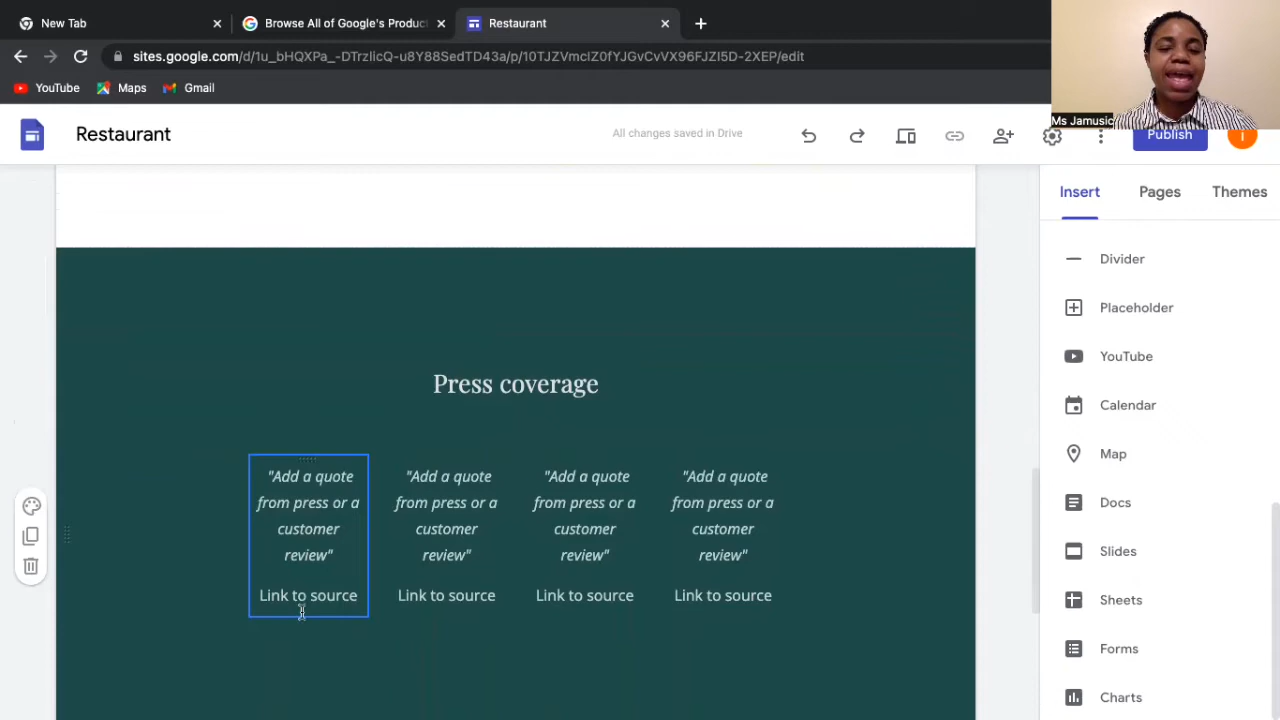 New Tab
Browse All of Google's Produc
Restaurant
sites.google.com/d/1u_bHQXPa_-DTrzlicQ-u8Y88SedTD43a/p/10TJZVmclZ0fYJGvCvVX96FJZI5D-2XEP/edit
YouTube
Maps
Gmail
Ms Jamusic
Restaurant
All changes saved in Drive
Publish
Insert
Pages
Themes
Divider
Placeholder
YouTube
Calendar
Map
Docs
Slides
Sheets
Forms
Charts
Press coverage
"Add a quote
from press or a
customer
review"
Link to source
"Add a quote
from press or a
customer
review"
Link to source
"Add a quote
from press or a
customer
review"
Link to source
"Add a quote
from press or a
customer
review"
Link to source